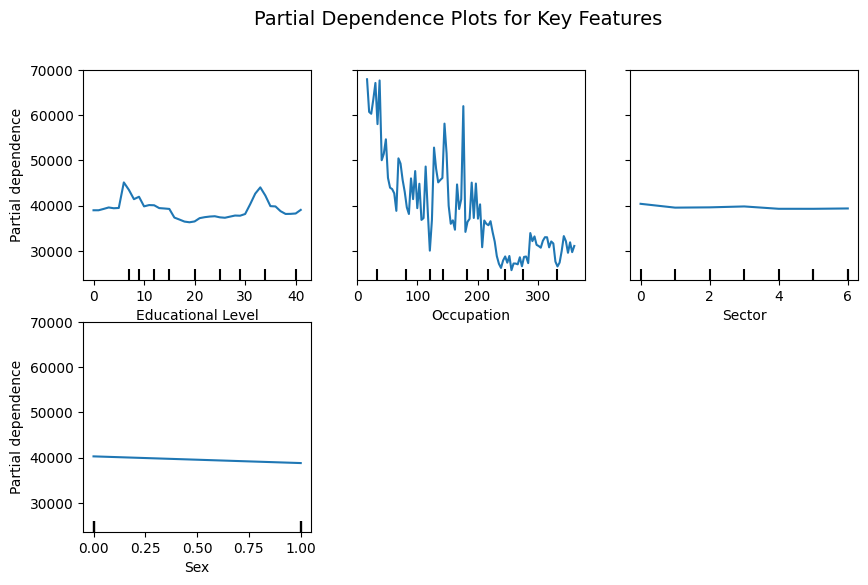 Partial Dependence Plots for Key Features
70000
60000
50000
40000
30000
Partial dependence
0 10 20 30 40
Educational Level
0 100 200 300
Occupation
0 2 4 6
Sector
70000
60000
50000
40000
30000
Partial dependence
0.00 0.25 0.50 0.75 1.00
Sex